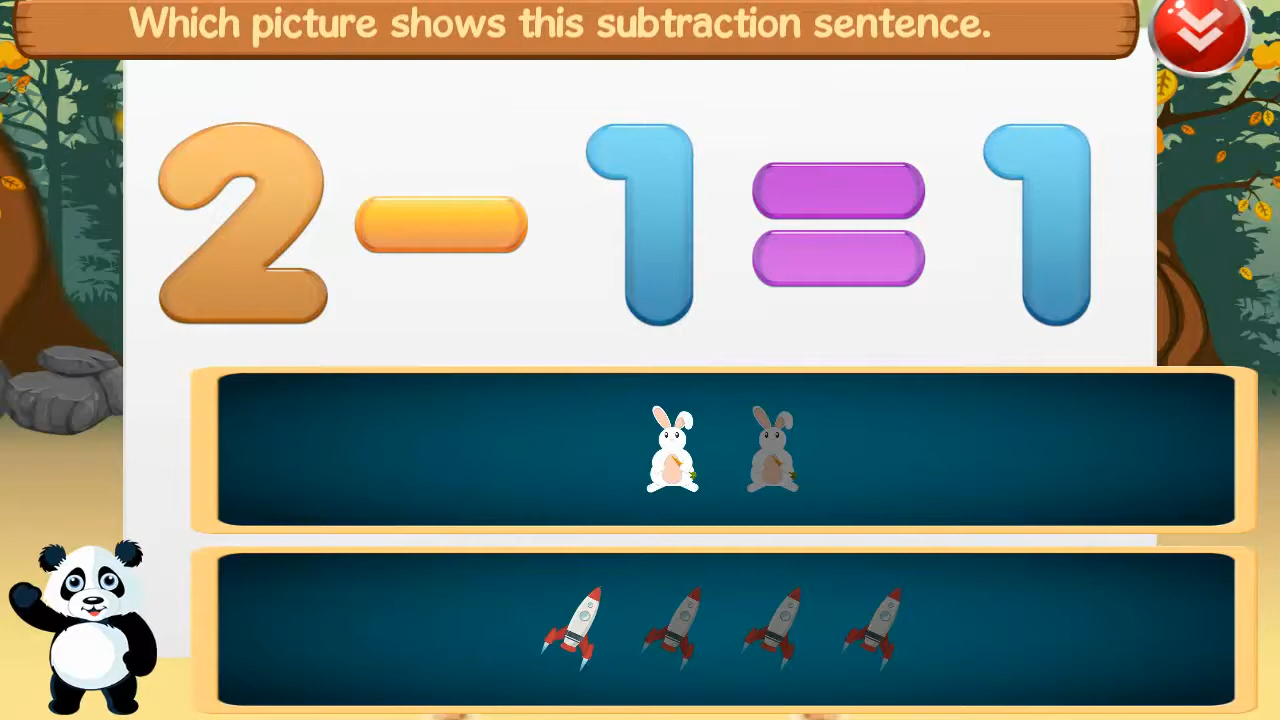 Which picture shows this subtraction sentence.
2 - 1 = 1